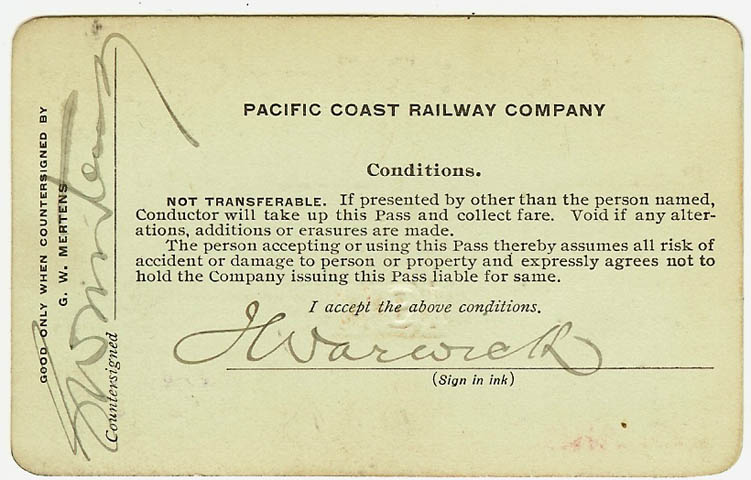 PACIFIC COAST RAILWAY COMPANY
Conditions.
NOT TRANSFERABLE. If presented by other than the person named,
Conductor will take up this Pass and collect fare. Void if any alter-
ations, additions or erasures are made.
The person accepting or using this Pass thereby assumes all risk of
accident or damage to person or property and expressly agrees not to
hold the Company issuing this Pass liable for same.
I accept the above conditions.
J Warwick
(Sign in ink)
GOOD ONLY WHEN COUNTERSIGNED BY
G. W. MERTENS
G W Mertens
Countersigned